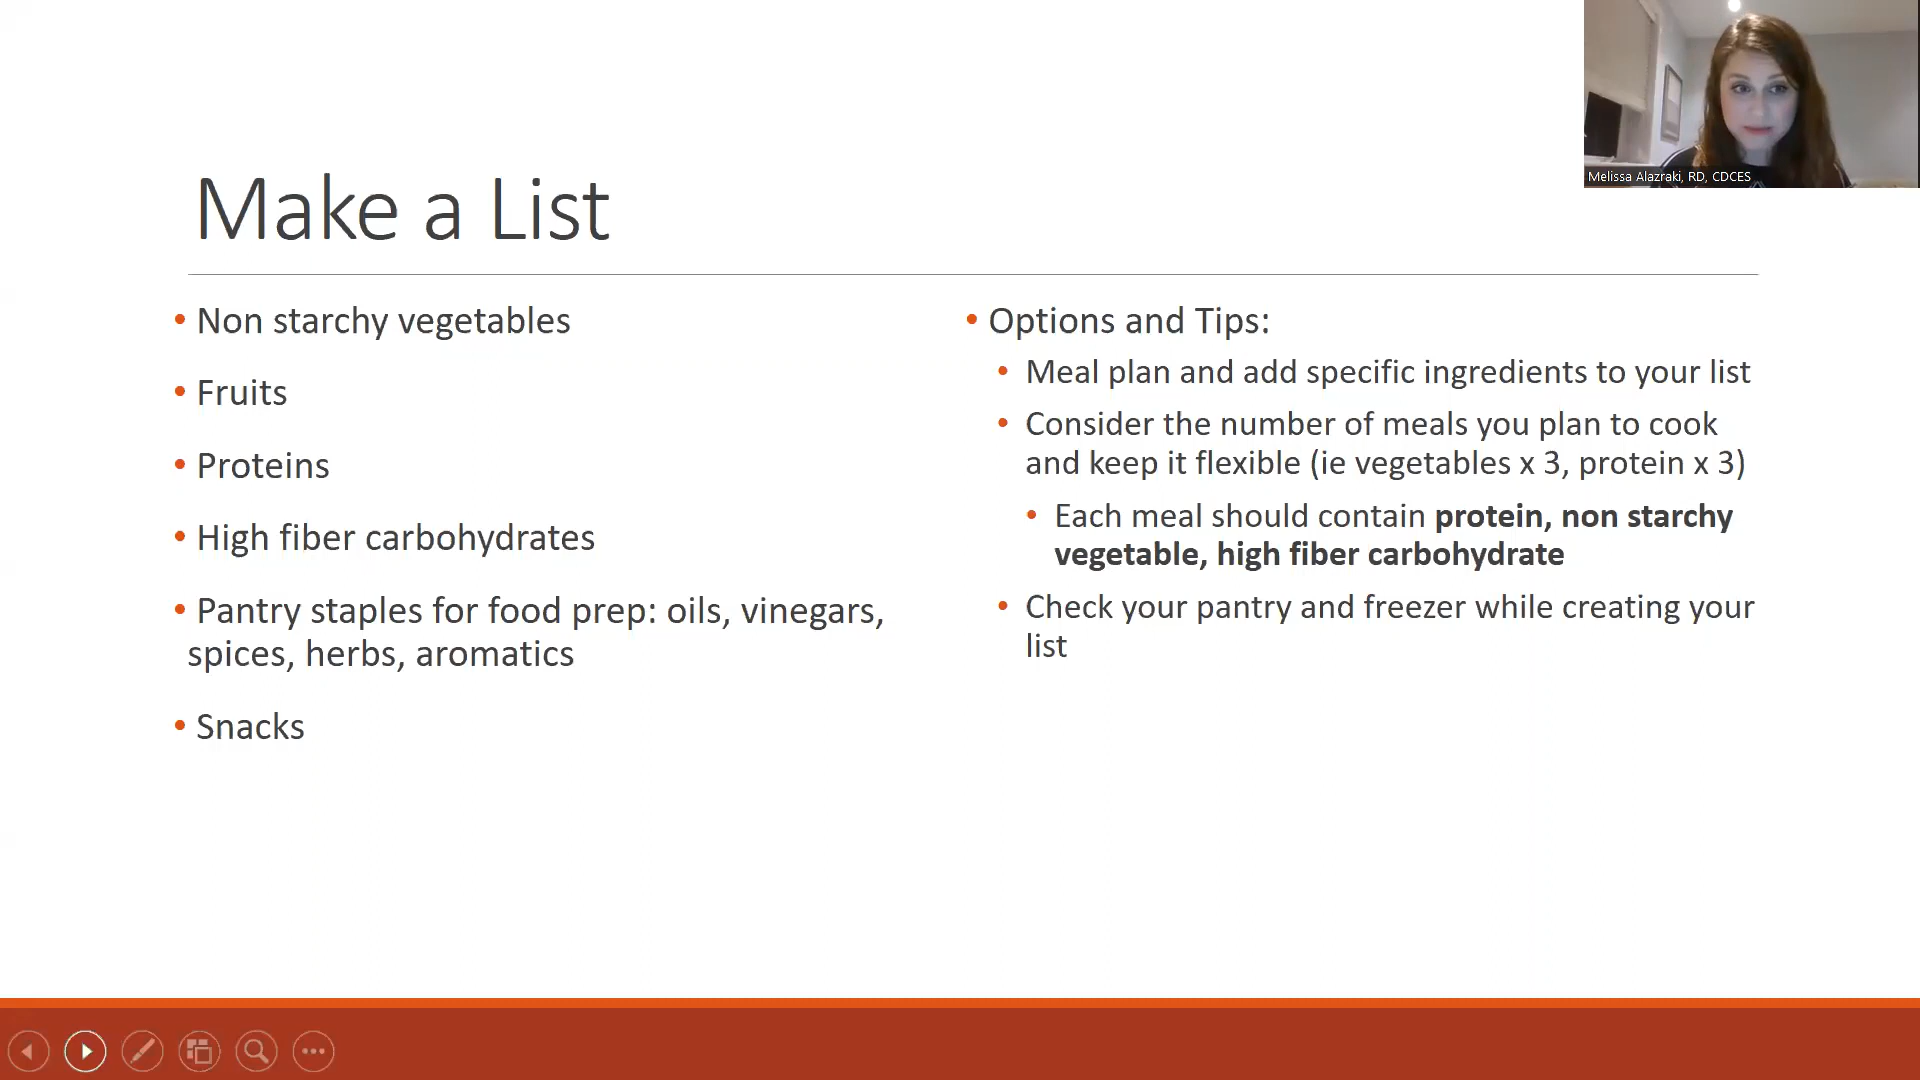 Make a List
• Non starchy vegetables
• Fruits
• Proteins
• High fiber carbohydrates
• Pantry staples for food prep: oils, vinegars,
spices, herbs, aromatics
• Snacks
• Options and Tips:
• Meal plan and add specific ingredients to your list
• Consider the number of meals you plan to cook
and keep it flexible (ie vegetables x 3, protein x 3)
• Each meal should contain protein, non starchy
vegetable, high fiber carbohydrate
• Check your pantry and freezer while creating your
list
Melissa Alazraki, RD, CDCES